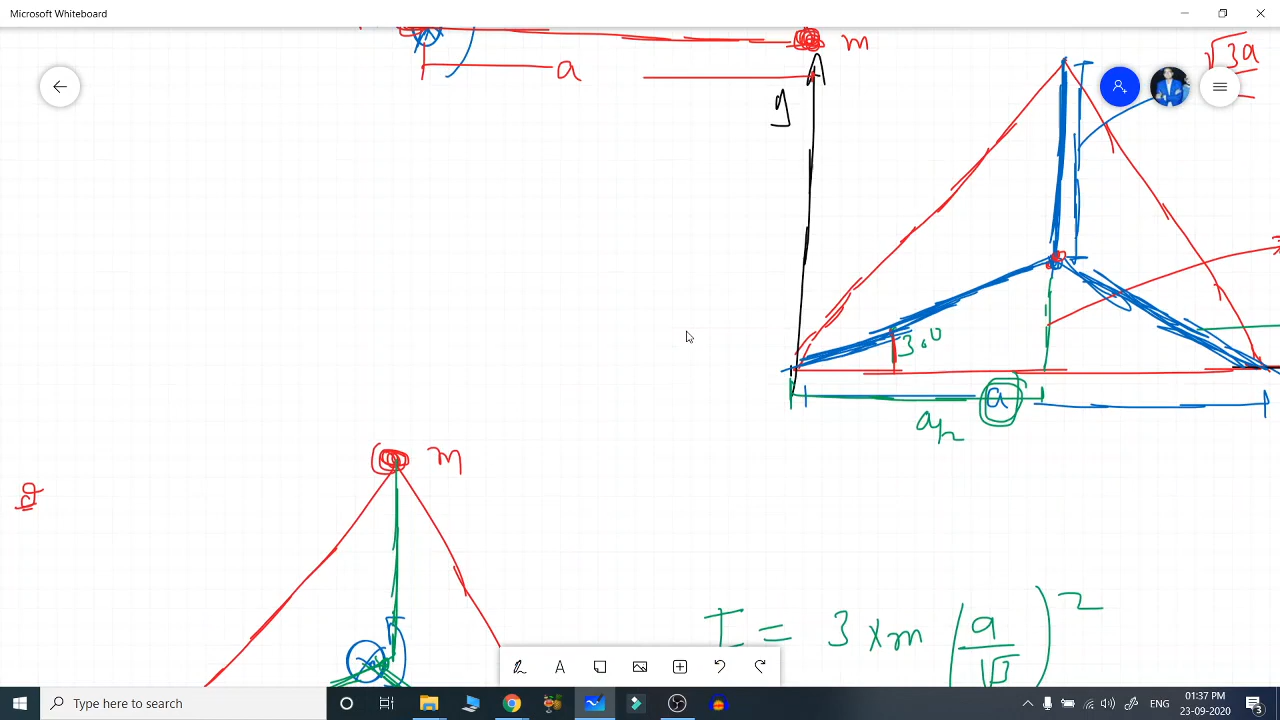 Microsoft Whiteboard
m
a
y
√3a
30
a
a/2
m
I = 3 × m (a/√3)²
A
Type here to search
ENG
01:37 PM
23-09-2020
3